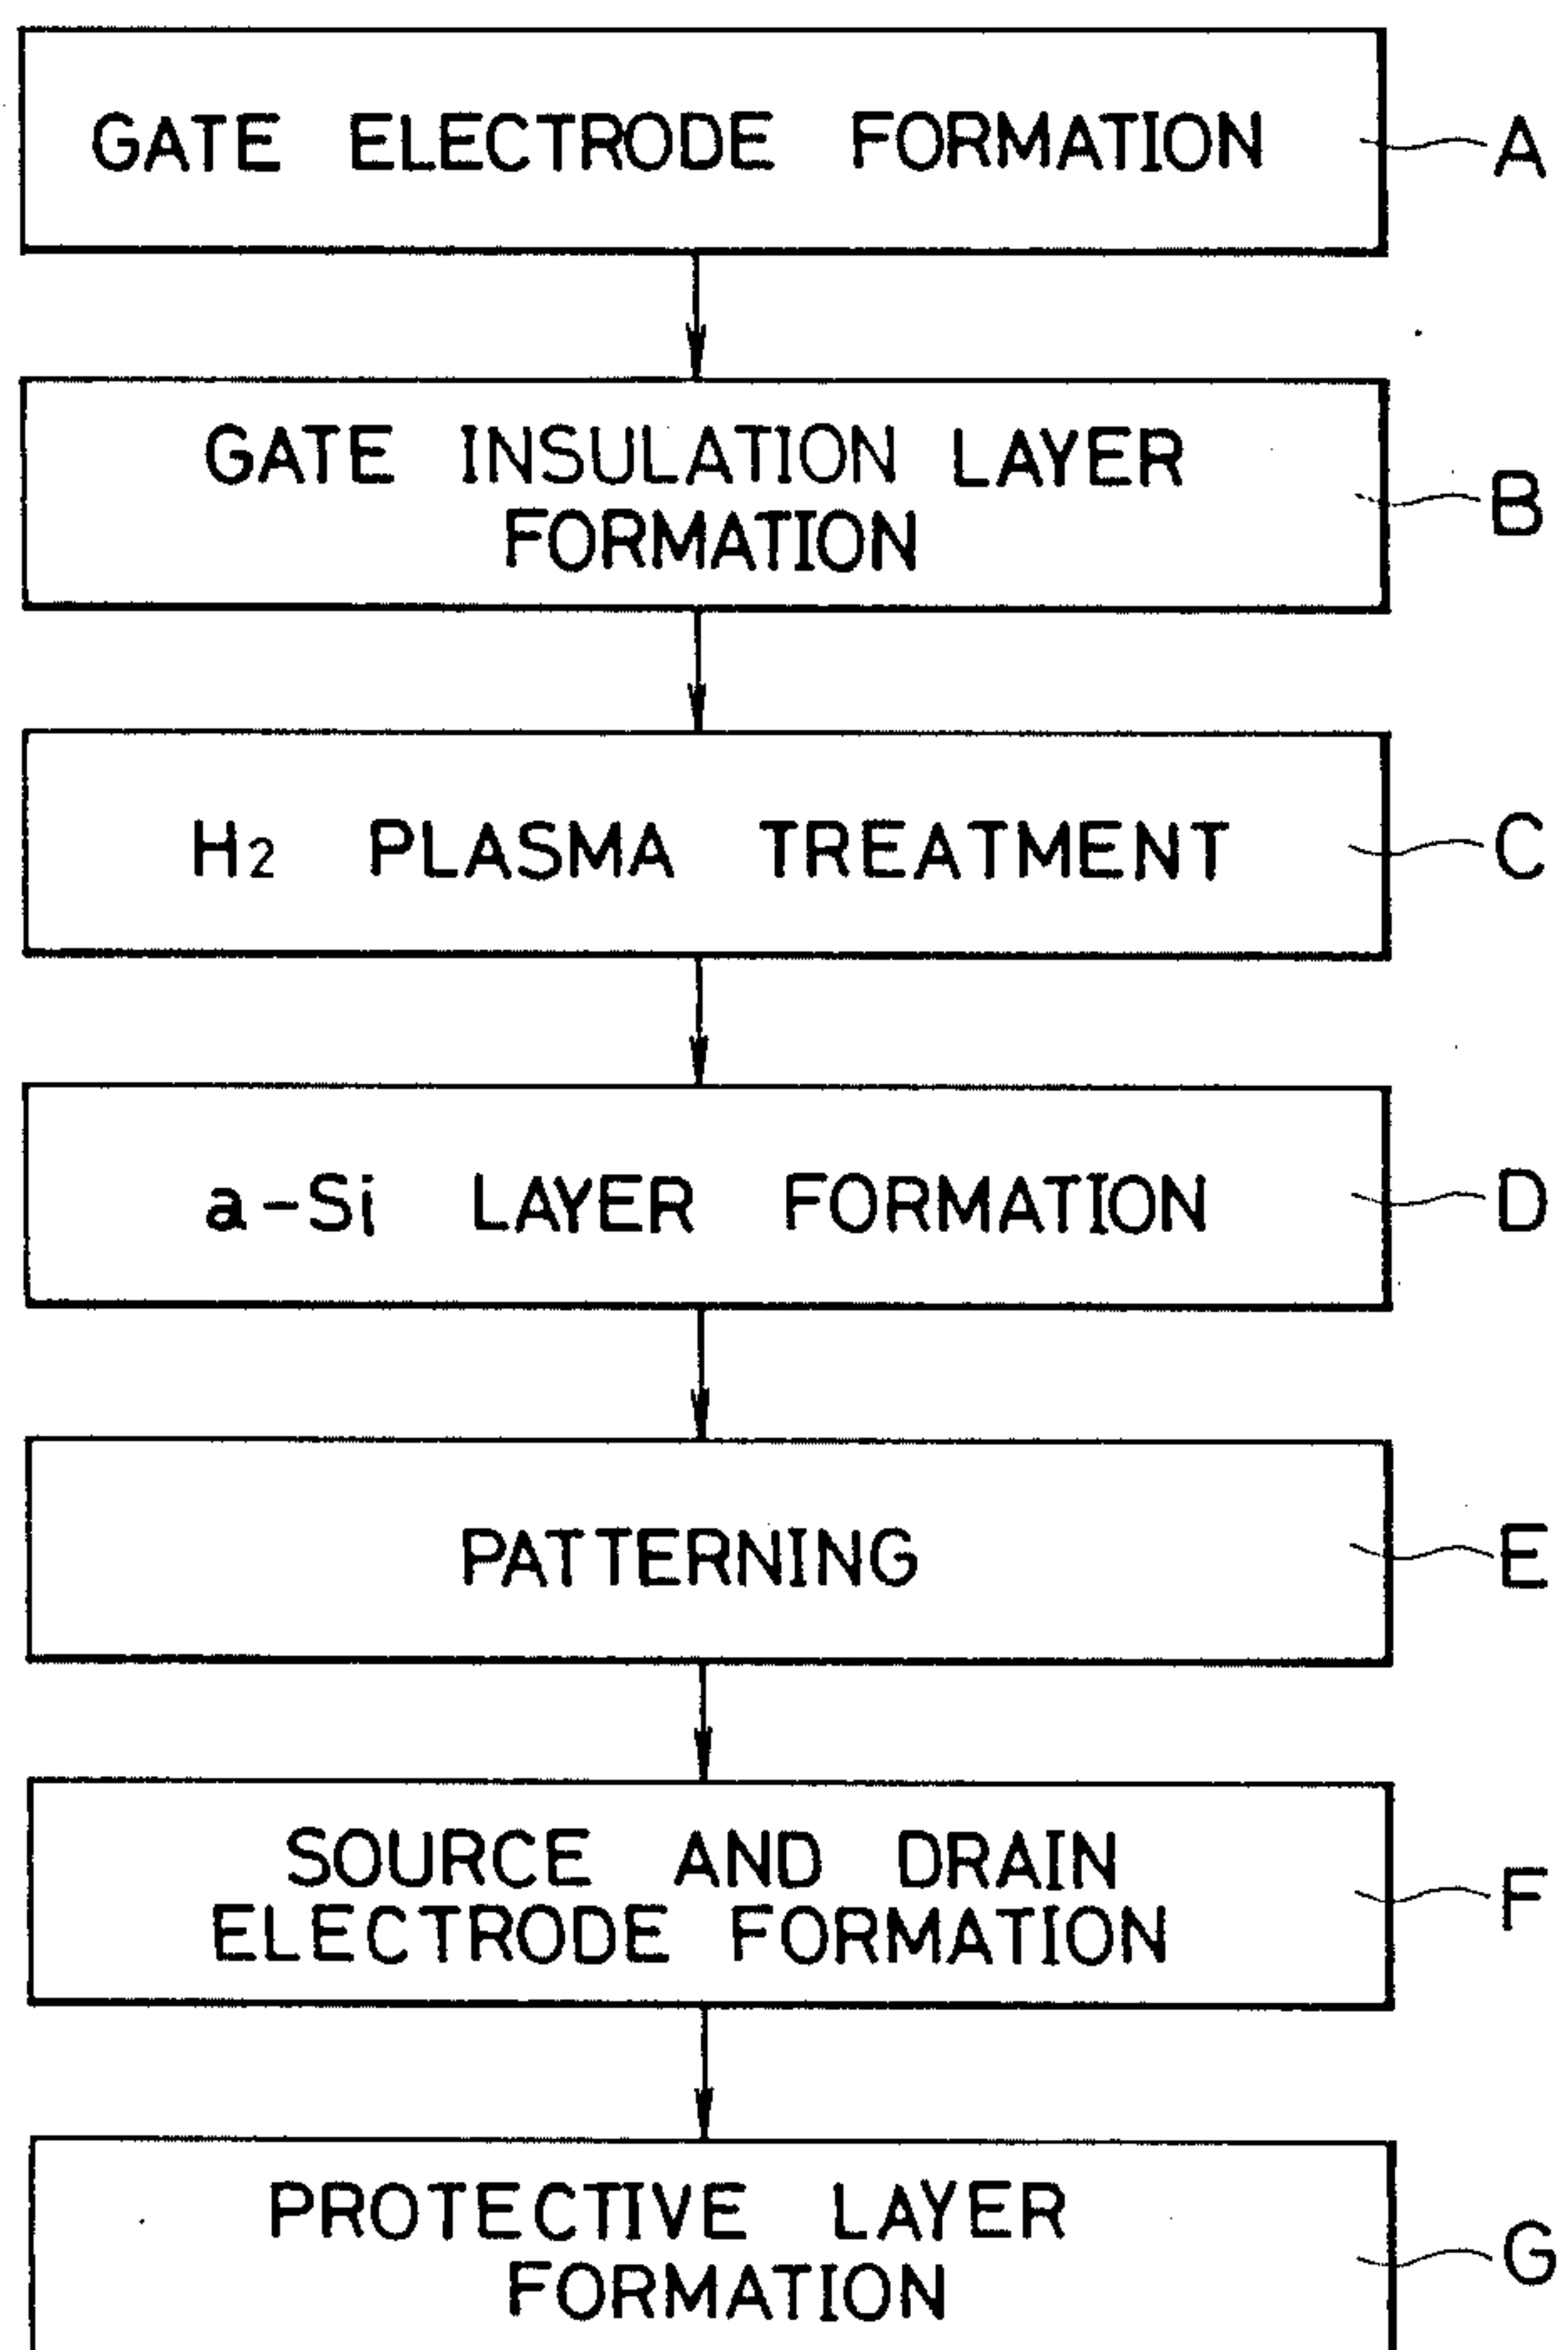 GATE ELECTRODE FORMATION
A
GATE INSULATION LAYER
FORMATION
B
H2 PLASMA TREATMENT
C
a-Si LAYER FORMATION
D
PATTERNING
E
SOURCE AND DRAIN
ELECTRODE FORMATION
F
PROTECTIVE LAYER
FORMATION
G